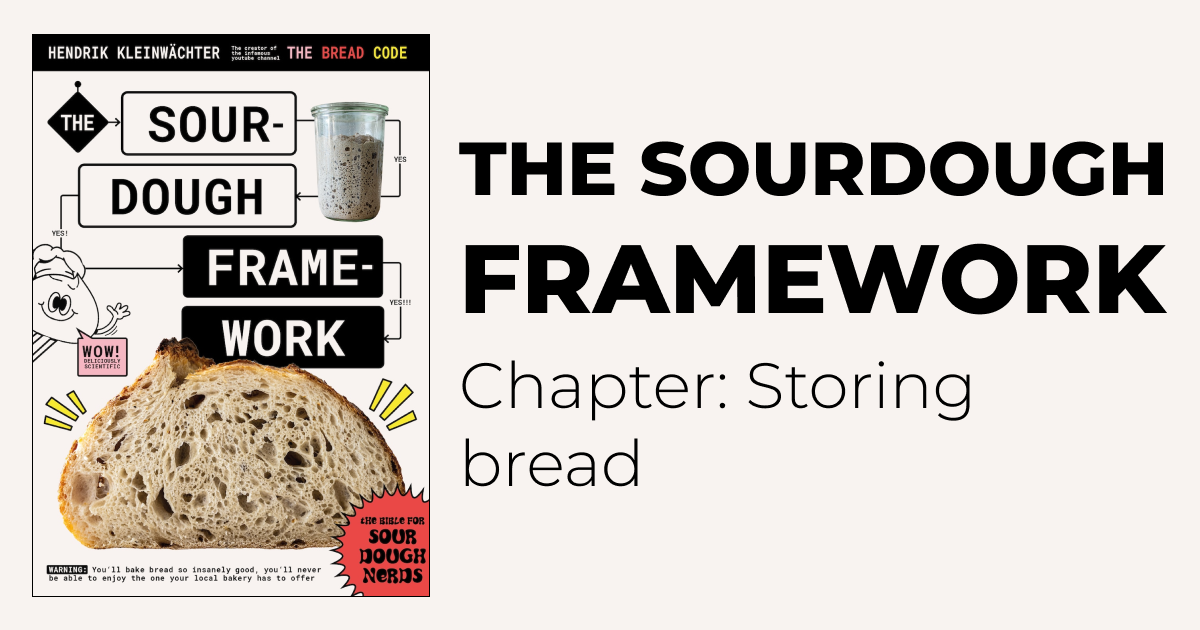 HENDRIK KLEINWÄCHTER
The creator of
the infamous
youtube channel
THE BREAD CODE
THE
SOUR-
YES
DOUGH
YES!
FRAME-
YES!!!
WORK
WOW!
DELICIOUSLY
SCIENTIFIC
tHe BIBLe FOR
SOUR
DOUGH
NeRDS
WARNING: You'll bake bread so insanely good, you'll never
be able to enjoy the one your local bakery has to offer
THE SOURDOUGH
FRAMEWORK
Chapter: Storing
bread